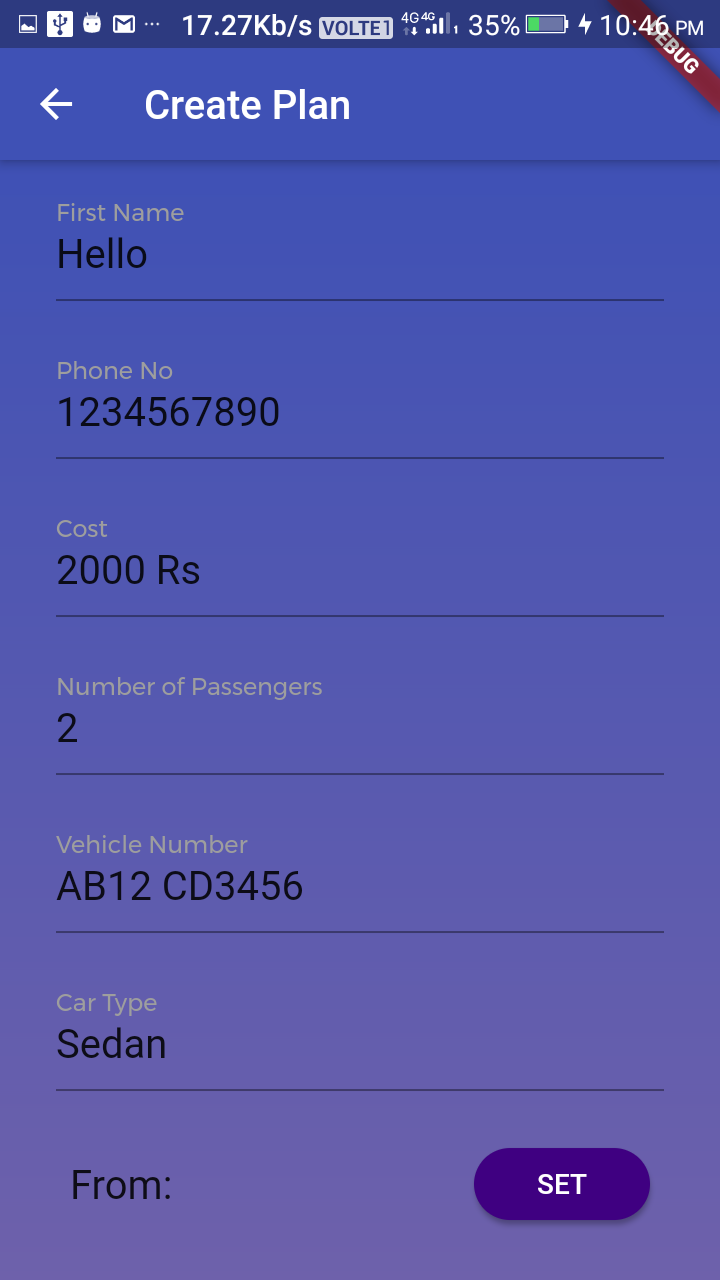 17.27Kb/s VOLTE1 4G 4G 1 35% 10:46 PM
DEBUG
Create Plan
First Name
Hello
Phone No
1234567890
Cost
2000 Rs
Number of Passengers
2
Vehicle Number
AB12 CD3456
Car Type
Sedan
From:
SET